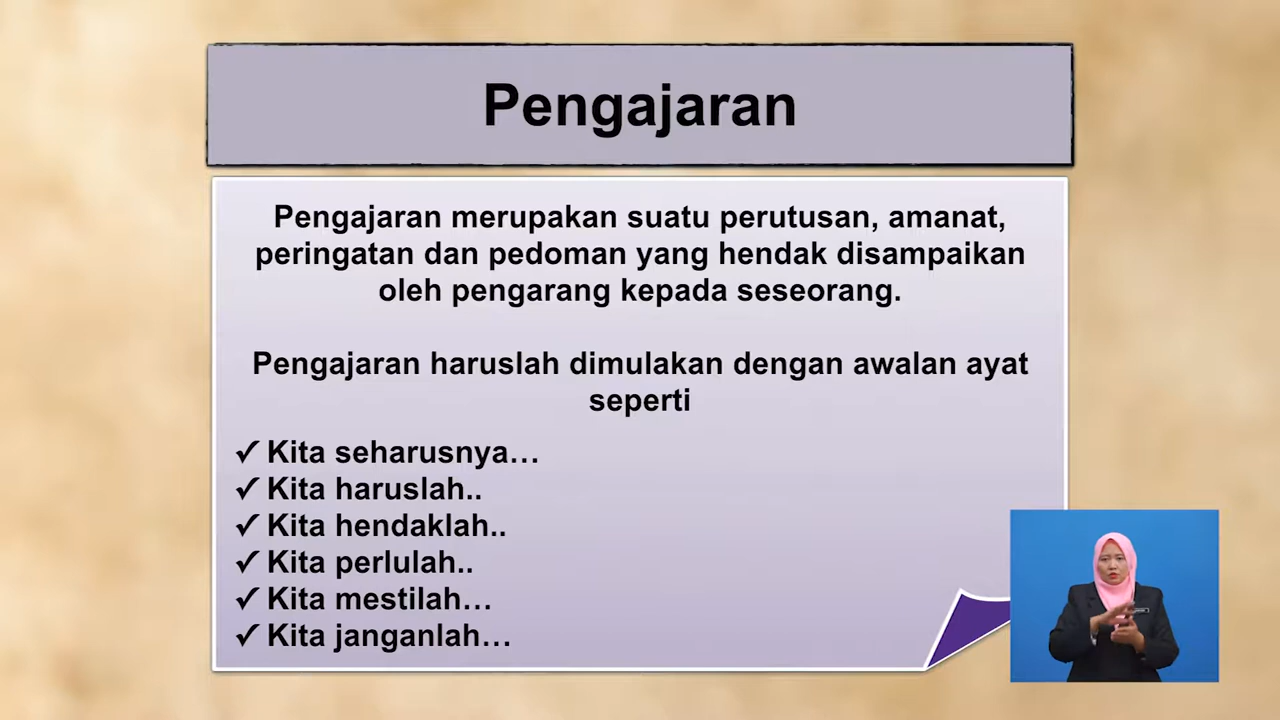 Pengajaran
Pengajaran merupakan suatu perutusan, amanat,
peringatan dan pedoman yang hendak disampaikan
oleh pengarang kepada seseorang.
Pengajaran haruslah dimulakan dengan awalan ayat
seperti
✓ Kita seharusnya…
✓ Kita haruslah..
✓ Kita hendaklah..
✓ Kita perlulah..
✓ Kita mestilah…
✓ Kita janganlah…